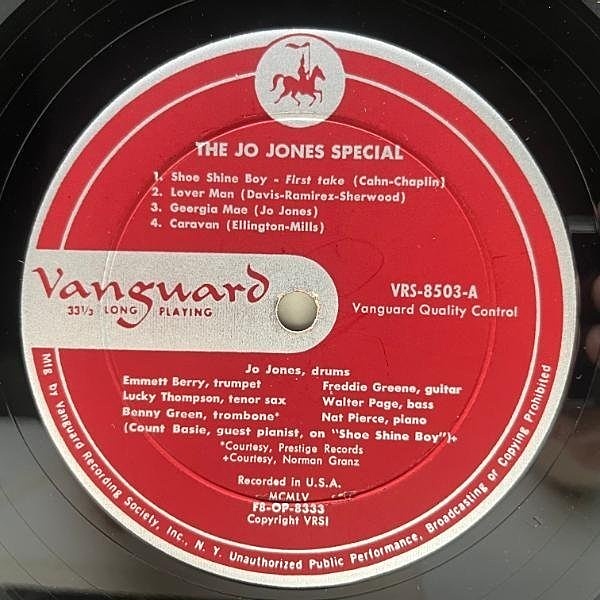 THE JO JONES SPECIAL
1. Shoe Shine Boy - First take (Cahn-Chaplin)
2. Lover Man (Davis-Ramirez-Sherwood)
3. Georgia Mae (Jo Jones)
4. Caravan (Ellington-Mills)
Vanguard
33⅓ LONG PLAYING
VRS-8503-A
Vanguard Quality Control
Jo Jones, drums
Emmett Berry, trumpet Freddie Greene, guitar
Lucky Thompson, tenor sax Walter Page, bass
Benny Green, trombone* Nat Pierce, piano
(Count Basie, guest pianist, on "Shoe Shine Boy")+
*Courtesy, Prestige Records
+Courtesy, Norman Granz
Recorded in U.S.A.
MCMLV
F8-OP-8333
Copyright VRSI
Mfg by Vanguard Recording Society, Inc., N. Y. Unauthorized Public Performance, Broadcasting or Copying Prohibited